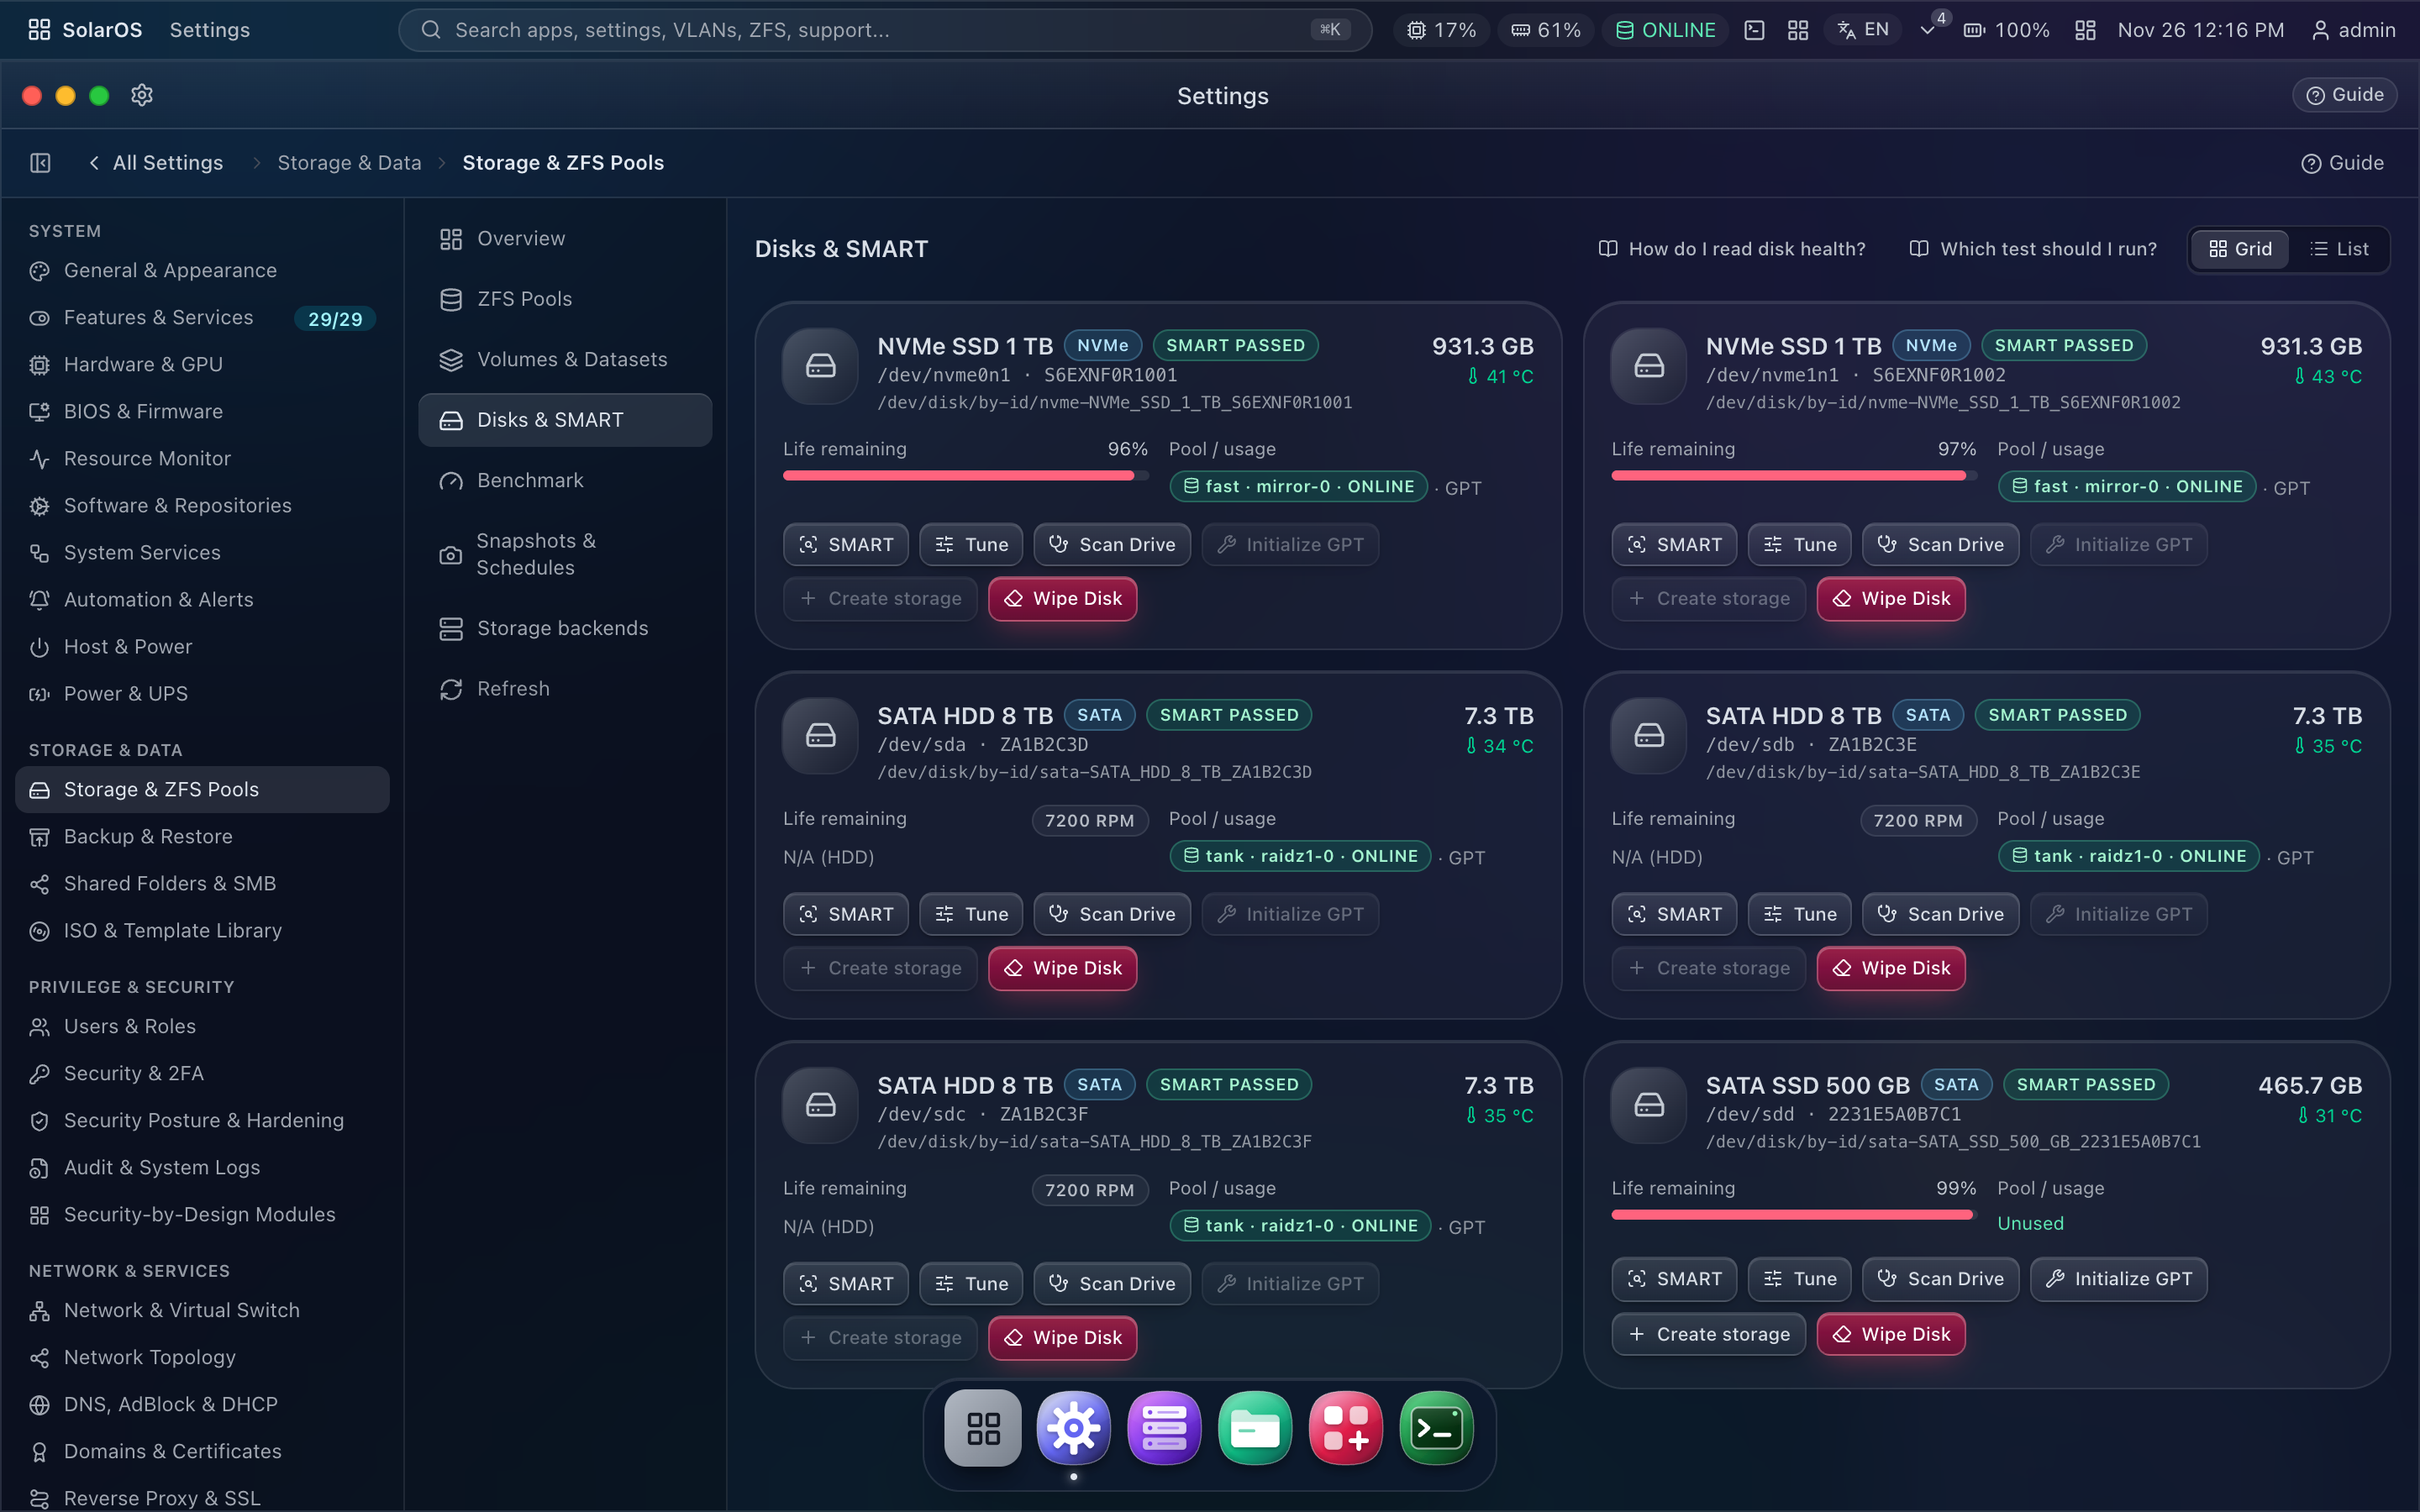 SolarOS Settings Search apps, settings, VLANs, ZFS, support... ⌘K 17% 61% ONLINE EN 4 100% Nov 26 12:16 PM admin
Settings Guide
All Settings Storage & Data Storage & ZFS Pools Guide
SYSTEM
General & Appearance
Features & Services 29/29
Hardware & GPU
BIOS & Firmware
Resource Monitor
Software & Repositories
System Services
Automation & Alerts
Host & Power
Power & UPS
STORAGE & DATA
Storage & ZFS Pools
Backup & Restore
Shared Folders & SMB
ISO & Template Library
PRIVILEGE & SECURITY
Users & Roles
Security & 2FA
Security Posture & Hardening
Audit & System Logs
Security-by-Design Modules
NETWORK & SERVICES
Network & Virtual Switch
Network Topology
DNS, AdBlock & DHCP
Domains & Certificates
Reverse Proxy & SSL
Overview
ZFS Pools
Volumes & Datasets
Disks & SMART
Benchmark
Snapshots &
Schedules
Storage backends
Refresh
Disks & SMART How do I read disk health? Which test should I run? Grid List
NVMe SSD 1 TB NVMe SMART PASSED 931.3 GB
/dev/nvme0n1 · S6EXNF0R1001 41 °C
/dev/disk/by-id/nvme-NVMe_SSD_1_TB_S6EXNF0R1001
Life remaining 96% Pool / usage
fast · mirror-0 · ONLINE · GPT
SMART Tune Scan Drive Initialize GPT
Create storage Wipe Disk
NVMe SSD 1 TB NVMe SMART PASSED 931.3 GB
/dev/nvme1n1 · S6EXNF0R1002 43 °C
/dev/disk/by-id/nvme-NVMe_SSD_1_TB_S6EXNF0R1002
Life remaining 97% Pool / usage
fast · mirror-0 · ONLINE · GPT
SMART Tune Scan Drive Initialize GPT
Create storage Wipe Disk
SATA HDD 8 TB SATA SMART PASSED 7.3 TB
/dev/sda · ZA1B2C3D 34 °C
/dev/disk/by-id/sata-SATA_HDD_8_TB_ZA1B2C3D
Life remaining 7200 RPM Pool / usage
N/A (HDD) tank · raidz1-0 · ONLINE · GPT
SMART Tune Scan Drive Initialize GPT
Create storage Wipe Disk
SATA HDD 8 TB SATA SMART PASSED 7.3 TB
/dev/sdb · ZA1B2C3E 35 °C
/dev/disk/by-id/sata-SATA_HDD_8_TB_ZA1B2C3E
Life remaining 7200 RPM Pool / usage
N/A (HDD) tank · raidz1-0 · ONLINE · GPT
SMART Tune Scan Drive Initialize GPT
Create storage Wipe Disk
SATA HDD 8 TB SATA SMART PASSED 7.3 TB
/dev/sdc · ZA1B2C3F 35 °C
/dev/disk/by-id/sata-SATA_HDD_8_TB_ZA1B2C3F
Life remaining 7200 RPM Pool / usage
N/A (HDD) tank · raidz1-0 · ONLINE · GPT
SMART Tune Scan Drive Initialize GPT
Create storage Wipe Disk
SATA SSD 500 GB SATA SMART PASSED 465.7 GB
/dev/sdd · 2231E5A0B7C1 31 °C
/dev/disk/by-id/sata-SATA_SSD_500_GB_2231E5A0B7C1
Life remaining 99% Pool / usage
Unused
SMART Tune Scan Drive Initialize GPT
Create storage Wipe Disk